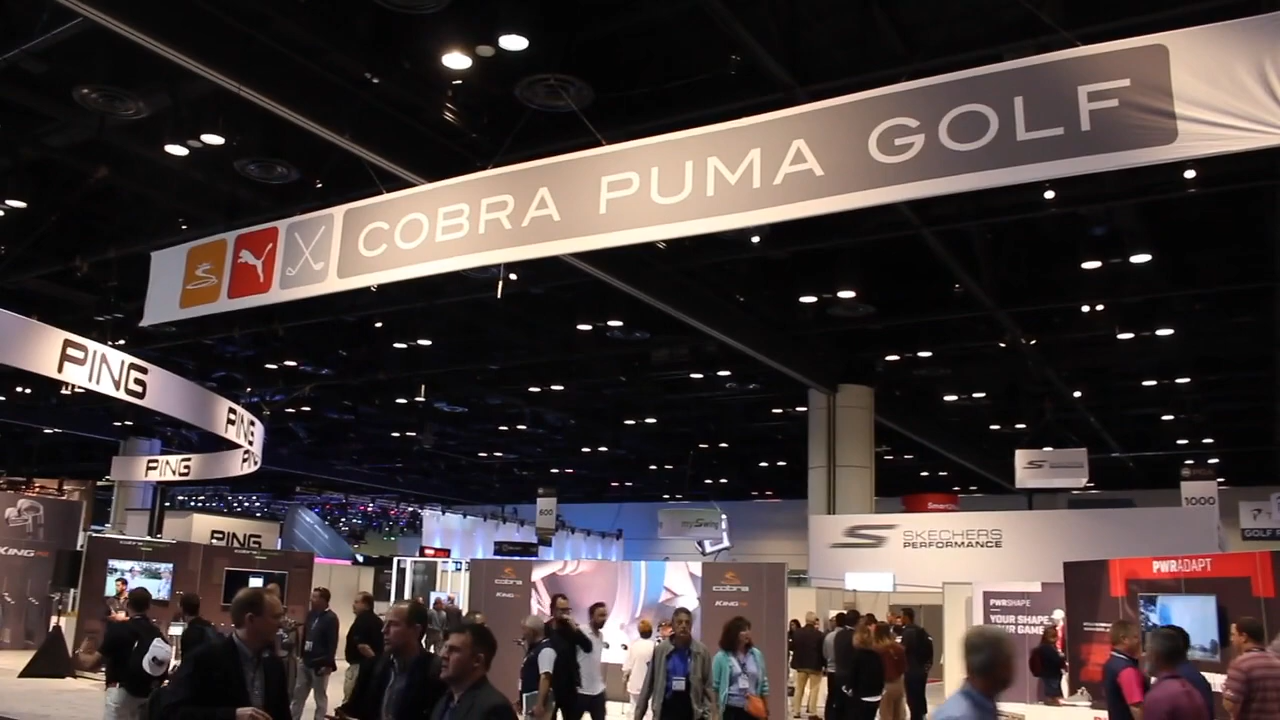 COBRA PUMA GOLF
PING
PING
PING
PING
PING
SKECHERS
PERFORMANCE
600
1000
mySwing
GOLF
PWRADAPT
PWRSHAPE
YOUR SHAPE
YOUR GAME
cobra
KING
cobra
KING
KING